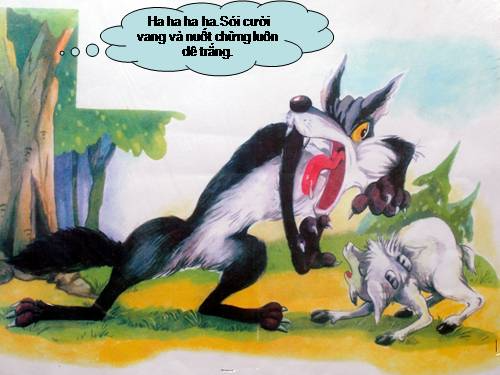 Ha ha ha ha. Sói cười
vang và nuốt chửng luôn
dê trắng.